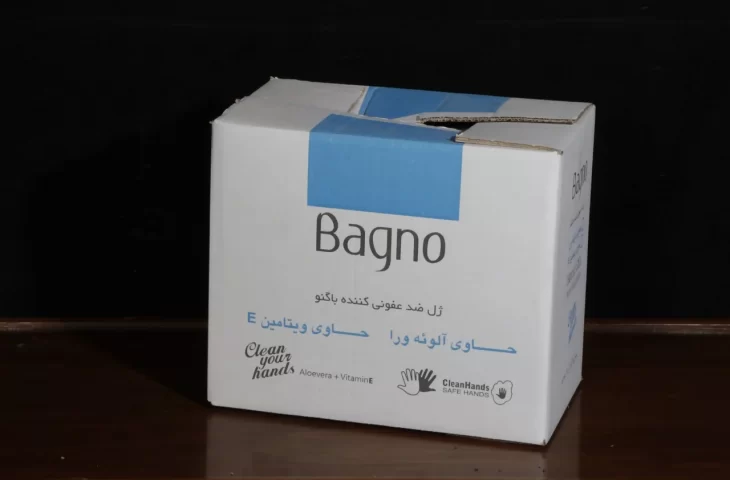 Bagno
ژل ضد عفونی کننده باگنو
حاوی آلوئه ورا حاوی ویتامین E
Clean your hands
Aloevera + VitaminE
CleanHands
SAFE HANDS
Bagno